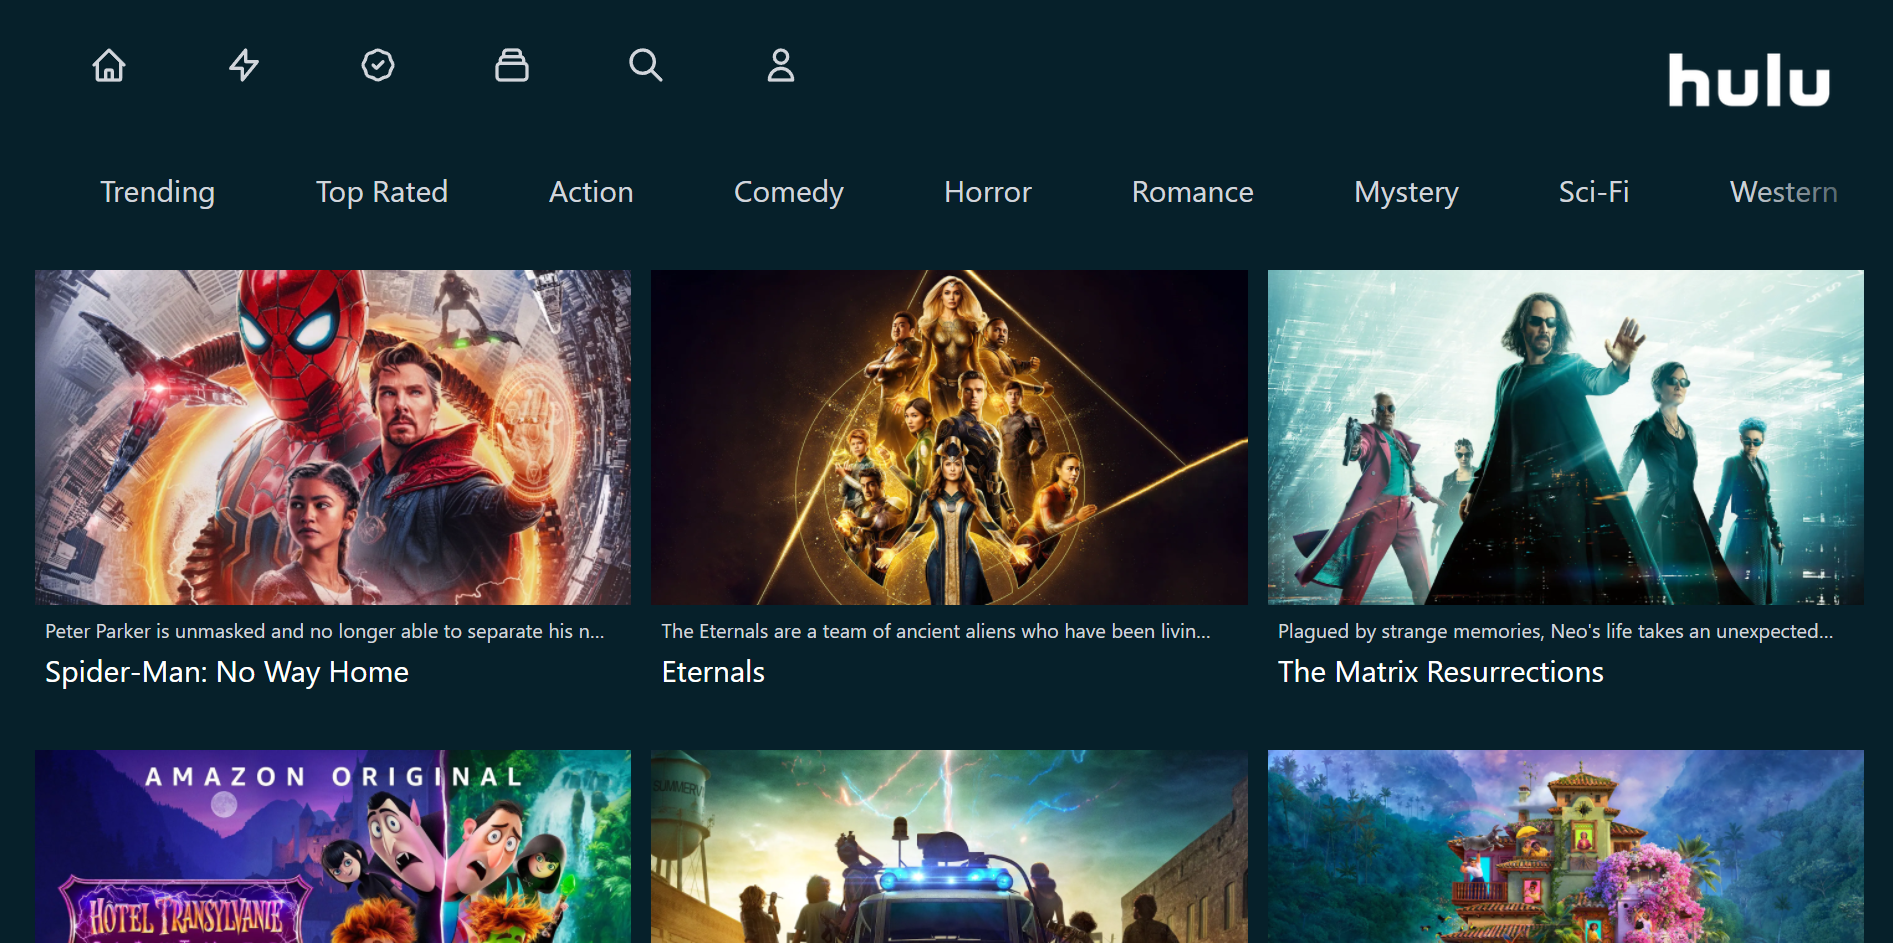 hulu
Trending Top Rated Action Comedy Horror Romance Mystery Sci-Fi Western
Peter Parker is unmasked and no longer able to separate his n...
Spider-Man: No Way Home
The Eternals are a team of ancient aliens who have been livin...
Eternals
Plagued by strange memories, Neo's life takes an unexpected...
The Matrix Resurrections
AMAZON ORIGINAL
HÔTEL TRANSYLVANIE
SUMMERV